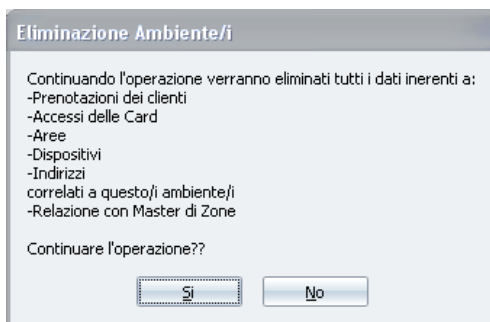 Eliminazione Ambiente/i
Continuando l'operazione verranno eliminati tutti i dati inerenti a:
-Prenotazioni dei clienti
-Accessi delle Card
-Aree
-Dispositivi
-Indirizzi
correlati a questo/i ambiente/i
-Relazione con Master di Zone
Continuare l'operazione??
Si
No